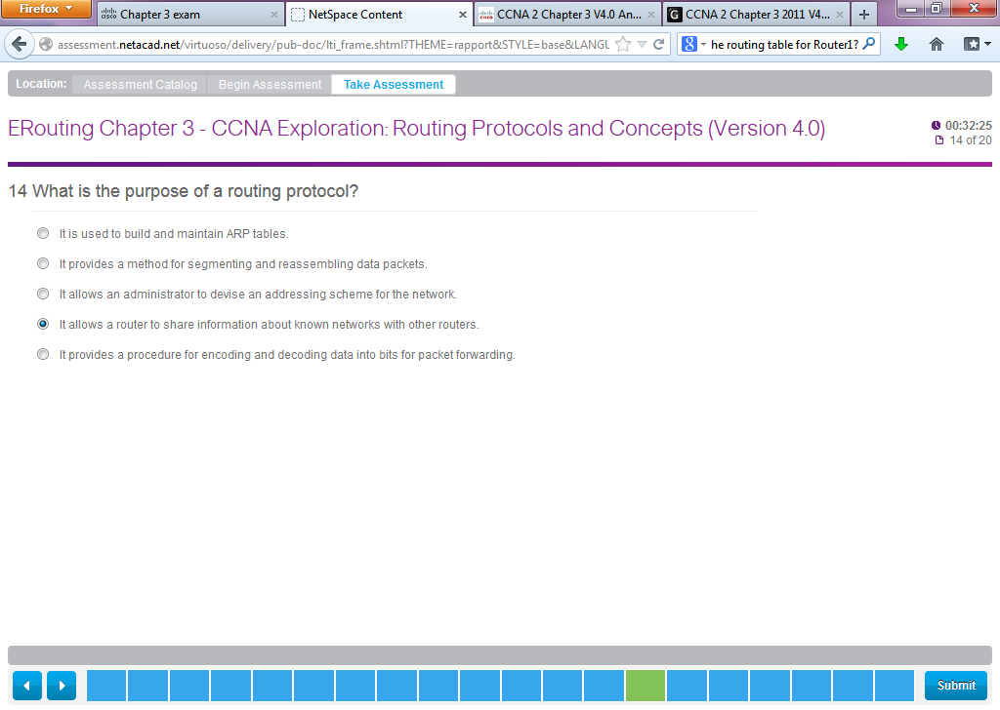 Firefox
Chapter 3 exam
NetSpace Content
CCNA 2 Chapter 3 V4.0 An...
CCNA 2 Chapter 3 2011 V4...
assessment.netacad.net/virtuoso/delivery/pub-doc/lti_frame.shtml?THEME=rapport&STYLE=base&LANGU
he routing table for Router1?
Location:
Assessment Catalog
Begin Assessment
Take Assessment
ERouting Chapter 3 - CCNA Exploration: Routing Protocols and Concepts (Version 4.0)
00:32:25
14 of 20
14 What is the purpose of a routing protocol?
It is used to build and maintain ARP tables.
It provides a method for segmenting and reassembling data packets.
It allows an administrator to devise an addressing scheme for the network.
It allows a router to share information about known networks with other routers.
It provides a procedure for encoding and decoding data into bits for packet forwarding.
Submit